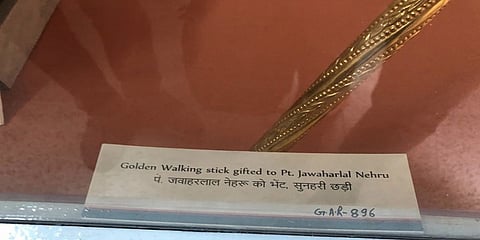 Golden Walking stick gifted to Pt. Jawaharlal Nehru
पं. जवाहरलाल नेहरू को भेंट, सुनहरी छड़ी
GAR-896